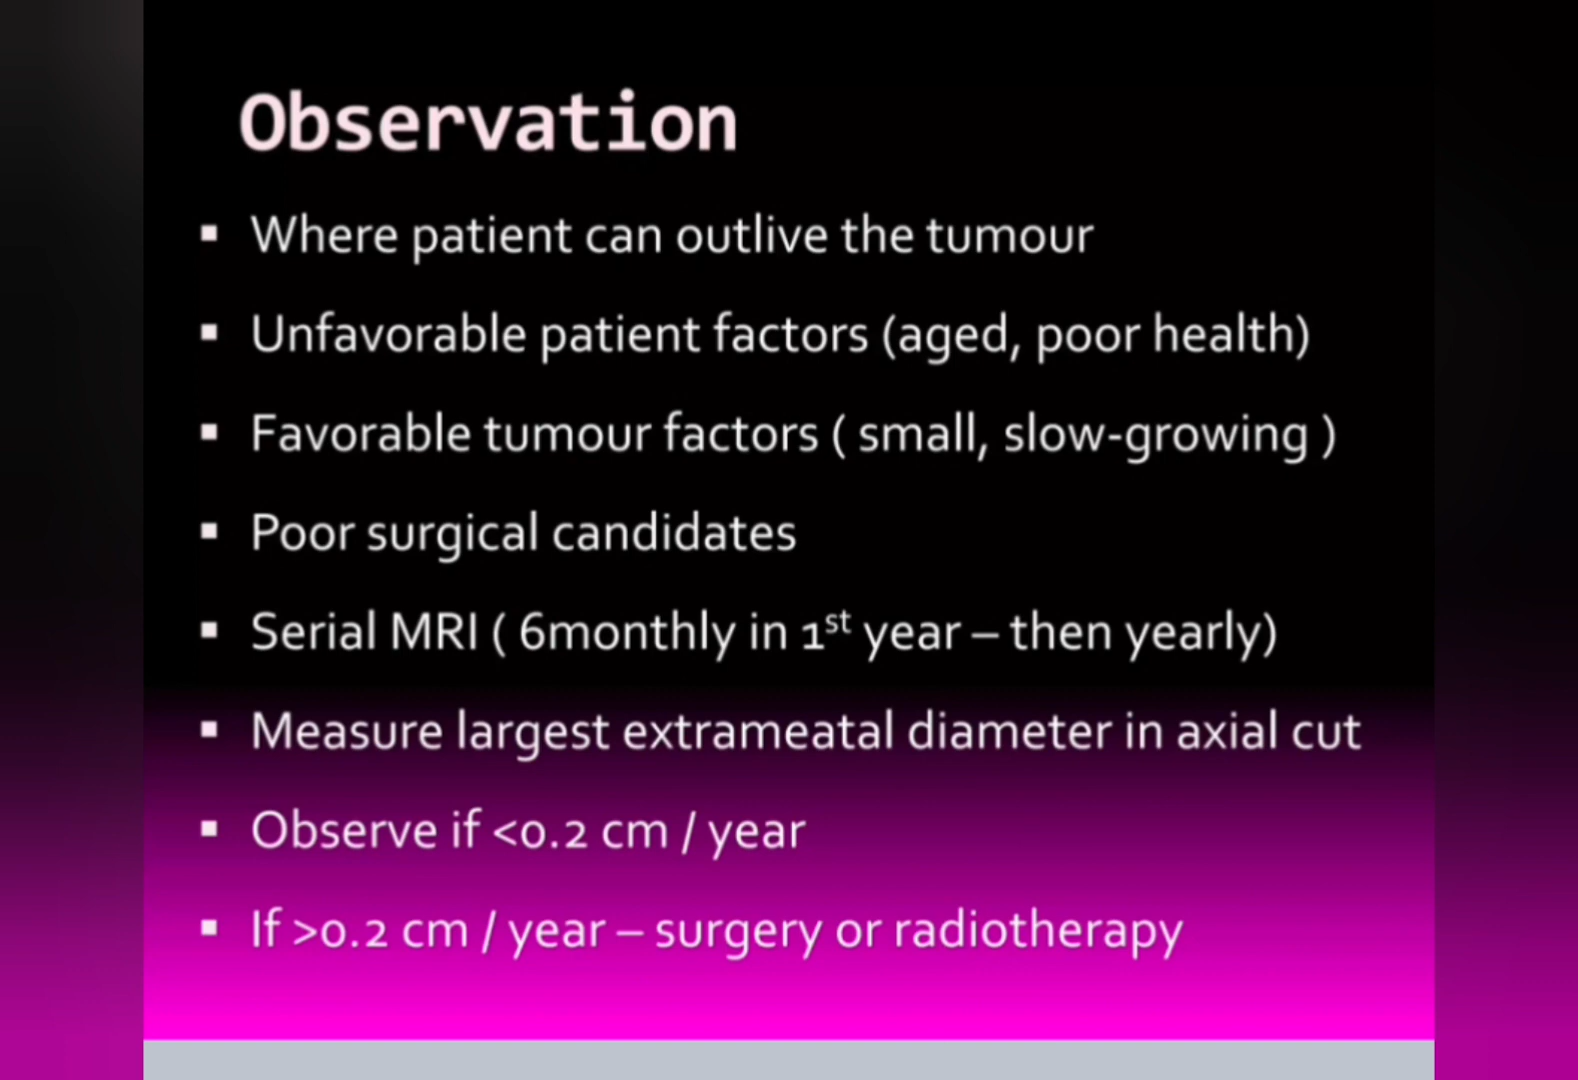 Observation
Where patient can outlive the tumour
Unfavorable patient factors (aged, poor health)
Favorable tumour factors ( small, slow-growing )
Poor surgical candidates
Serial MRI ( 6monthly in 1st year – then yearly)
Measure largest extrameatal diameter in axial cut
Observe if <0.2 cm / year
If >0.2 cm / year – surgery or radiotherapy